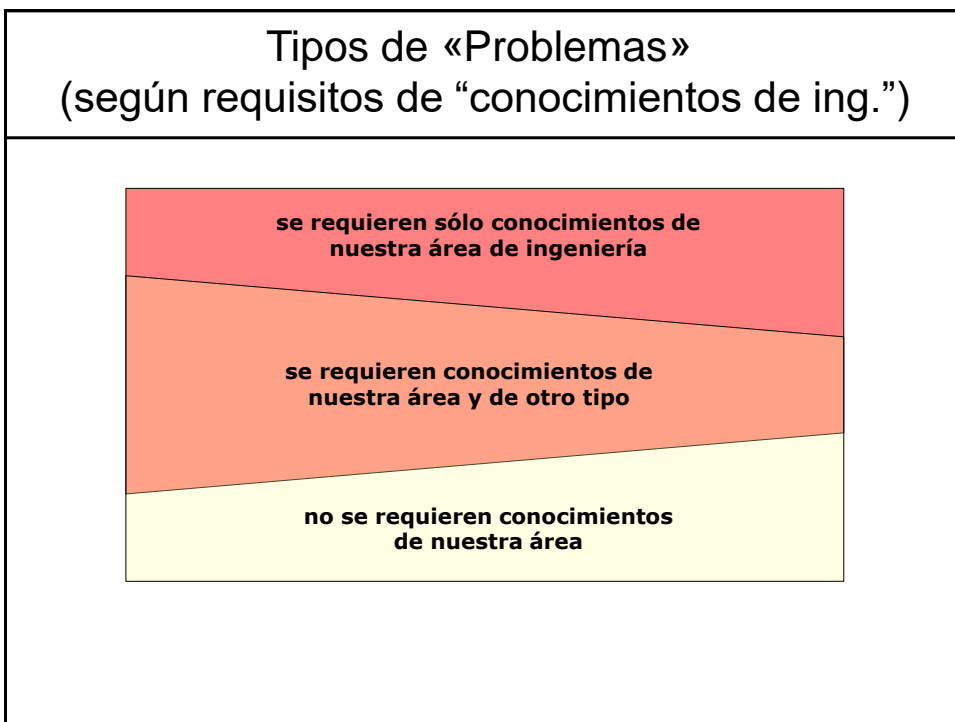 Tipos de «Problemas»
(según requisitos de “conocimientos de ing.”)
se requieren sólo conocimientos de
nuestra área de ingeniería
se requieren conocimientos de
nuestra área y de otro tipo
no se requieren conocimientos
de nuestra área